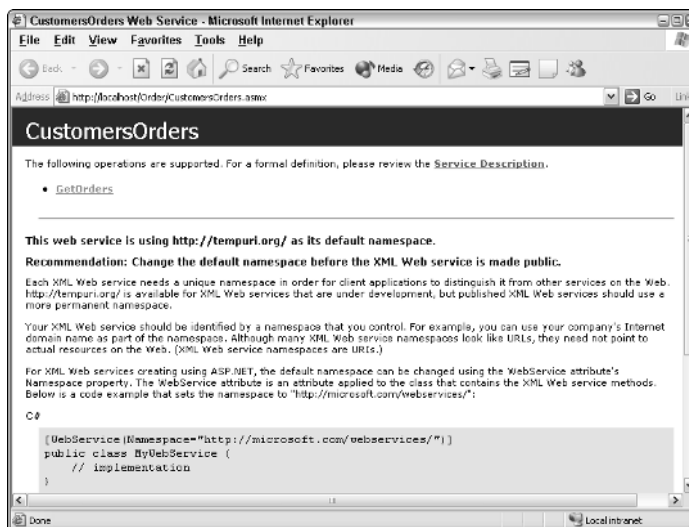 CustomersOrders Web Service - Microsoft Internet Explorer
File Edit View Favorites Tools Help
Back Search Favorites Media
Address http://localhost/Order/CustomersOrders.asmx Go Link
CustomersOrders
The following operations are supported. For a formal definition, please review the Service Description.
• GetOrders
This web service is using http://tempuri.org/ as its default namespace.
Recommendation: Change the default namespace before the XML Web service is made public.
Each XML Web service needs a unique namespace in order for client applications to distinguish it from other services on the Web.
http://tempuri.org/ is available for XML Web services that are under development, but published XML Web services should use a
more permanent namespace.
Your XML Web service should be identified by a namespace that you control. For example, you can use your company's Internet
domain name as part of the namespace. Although many XML Web service namespaces look like URLs, they need not point to
actual resources on the Web. (XML Web service namespaces are URIs.)
For XML Web services creating using ASP.NET, the default namespace can be changed using the WebService attribute's
Namespace property. The WebService attribute is an attribute applied to the class that contains the XML Web service methods.
Below is a code example that sets the namespace to "http://microsoft.com/webservices/":
C#
[WebService(Namespace="http://microsoft.com/webservices/")]
public class MyWebService {
// implementation
}
Done Local intranet